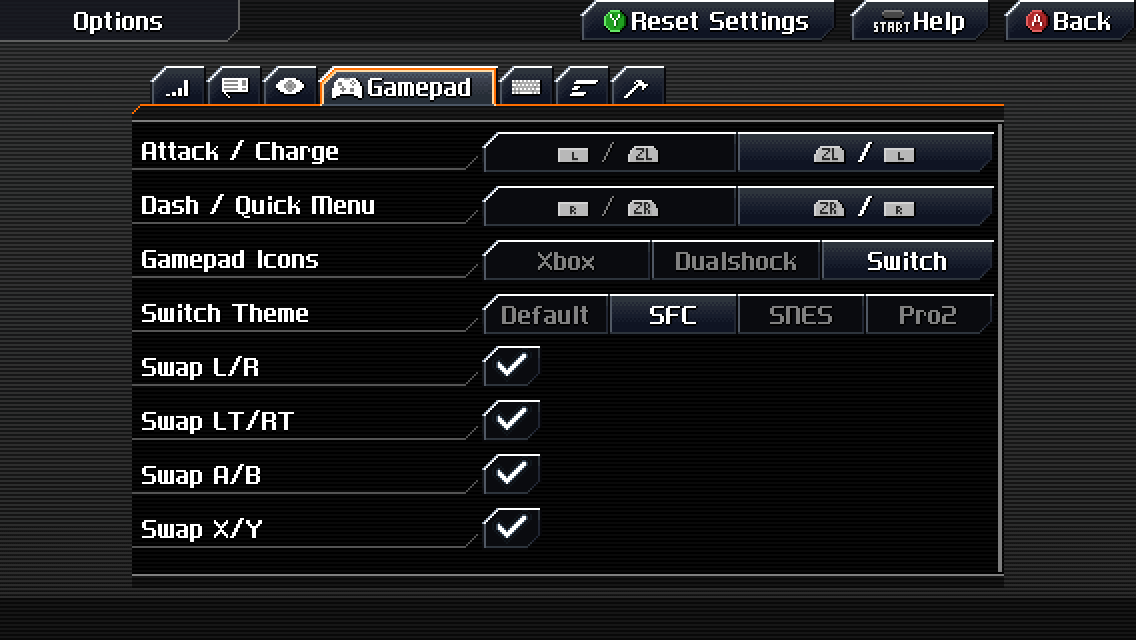 Options
Y Reset Settings
START Help
A Back
Gamepad
Attack / Charge
L / ZL
ZL / L
Dash / Quick Menu
R / ZR
ZR / R
Gamepad Icons
Xbox
Dualshock
Switch
Switch Theme
Default
SFC
SNES
Pro2
Swap L/R
Swap LT/RT
Swap A/B
Swap X/Y